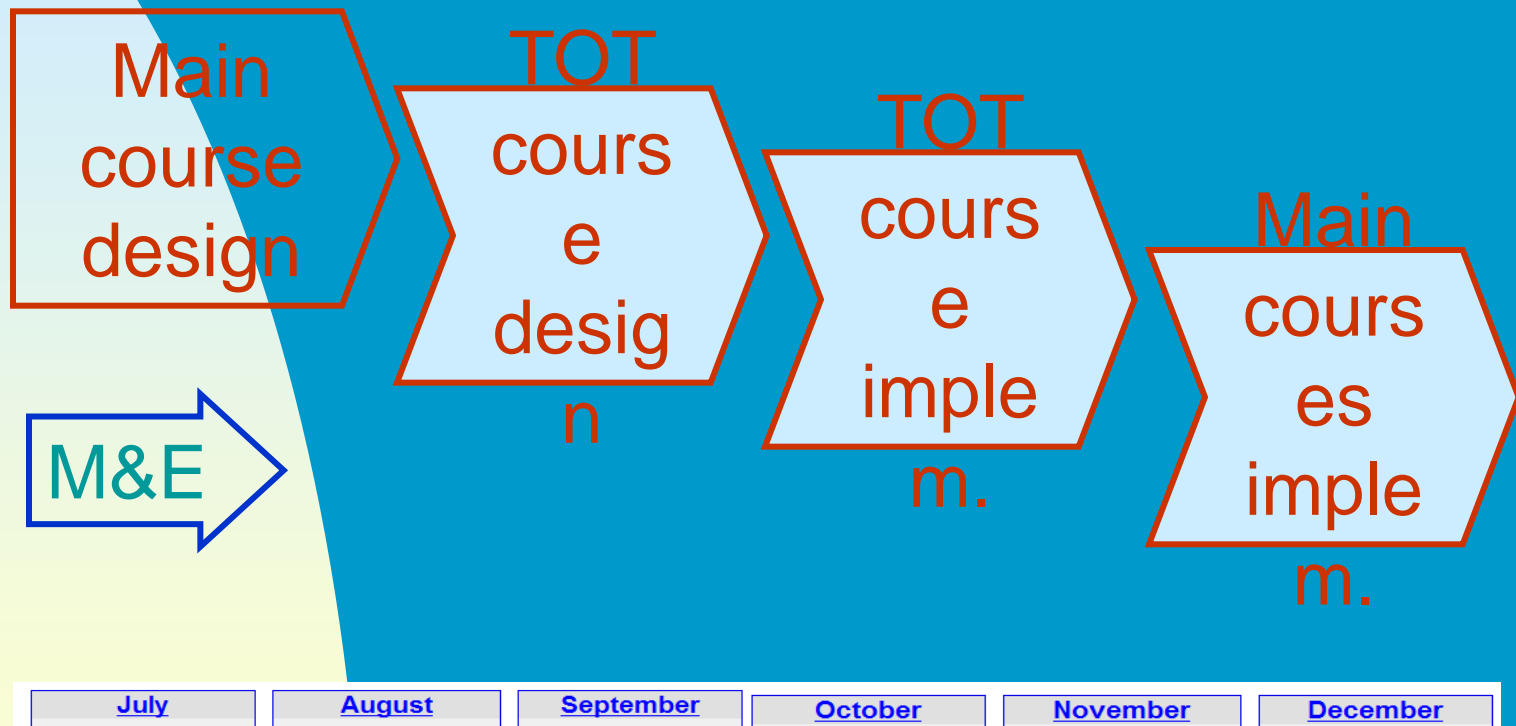 Main
course
design
TOT
cours
e
desig
n
TOT
cours
e
imple
m.
Main
cours
es
imple
m.
M&E
July August September October November December